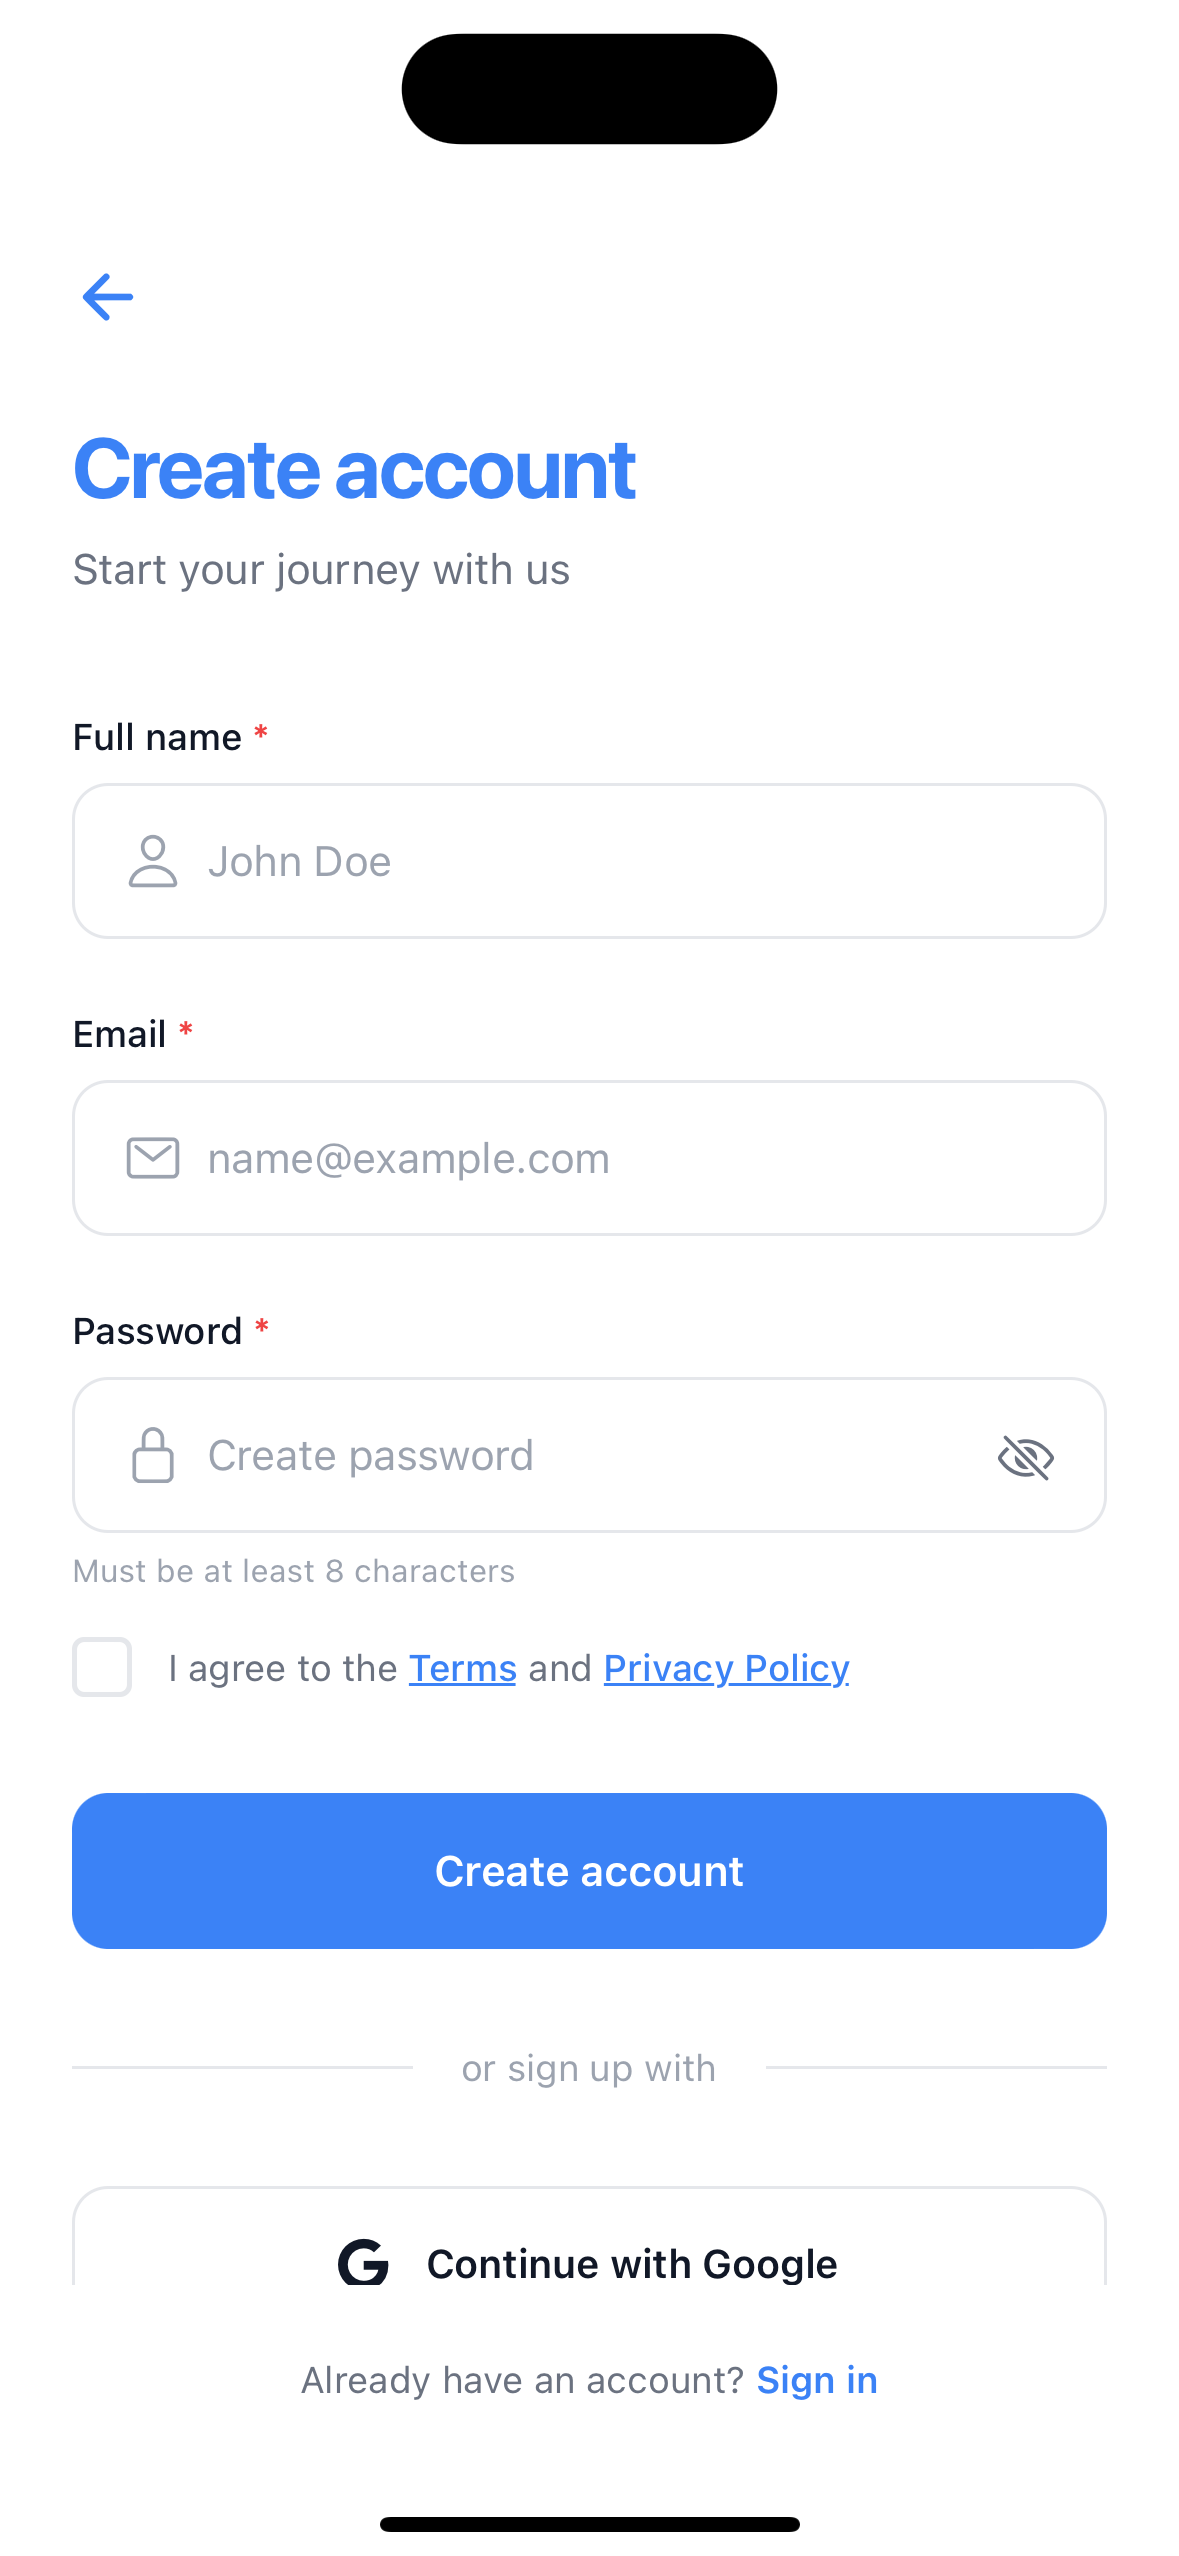 Create account
Start your journey with us
Full name *
John Doe
Email *
name@example.com
Password *
Create password
Must be at least 8 characters
I agree to the Terms and Privacy Policy
Create account
or sign up with
Continue with Google
Already have an account? Sign in